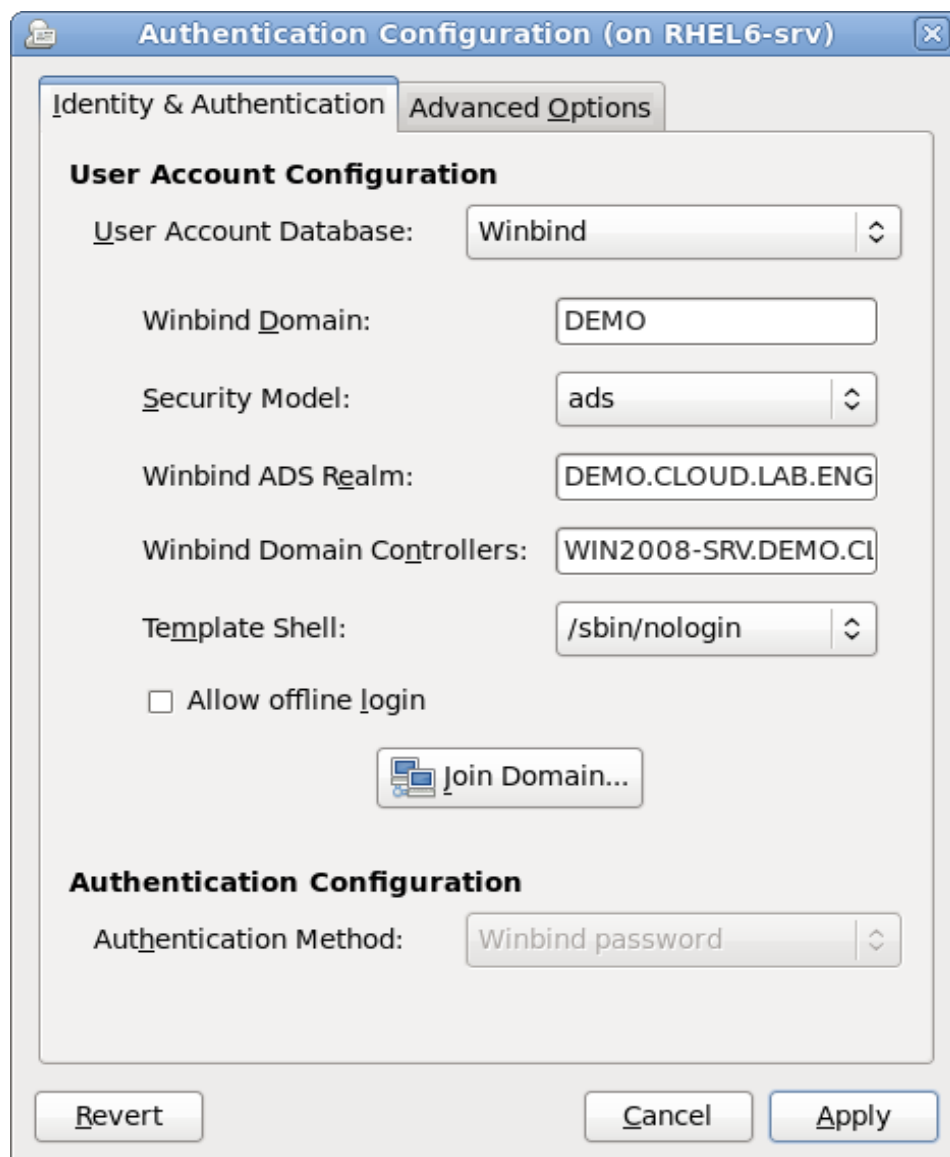 Authentication Configuration (on RHEL6-srv)
Identity & Authentication
Advanced Options
User Account Configuration
User Account Database: Winbind
Winbind Domain: DEMO
Security Model: ads
Winbind ADS Realm: DEMO.CLOUD.LAB.ENG
Winbind Domain Controllers: WIN2008-SRV.DEMO.CL
Template Shell: /sbin/nologin
Allow offline login
Join Domain...
Authentication Configuration
Authentication Method: Winbind password
Revert Cancel Apply